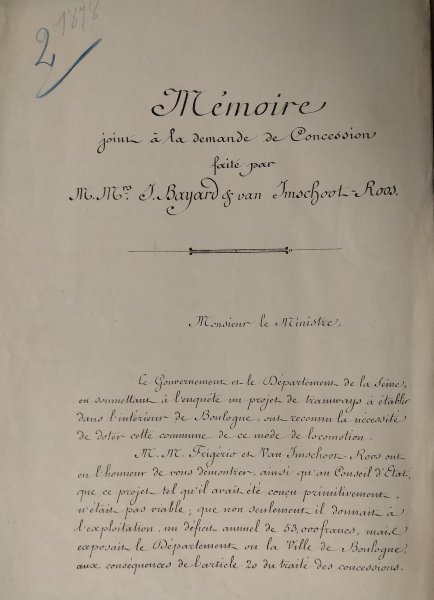 2
1878
Mémoire
joint à la demande de Concession
faite par
M.Mrs J. Bayard & van Imschoot-Roos.
Monsieur le Ministre,
Le Gouvernement et le Département de la Seine,
en soumettant à l'enquête un projet de tramways à établir
dans l'intérieur de Boulogne, ont reconnu la nécessité
de doter cette commune de ce mode de locomotion.
M. M. Frigerio et Van Imschoot-Roos ont
eu l'honneur de vous démontrer, ainsi qu'au Conseil d'Etat,
que ce projet tel qu'il avait été conçu primitivement,
n'était pas viable; que non seulement il donnait à
l'exploitation, un déficit annuel de 53,000 francs, mais
exposait le Département ou la Ville de Boulogne,
aux conséquences de l'article 20 du traité des concessions.